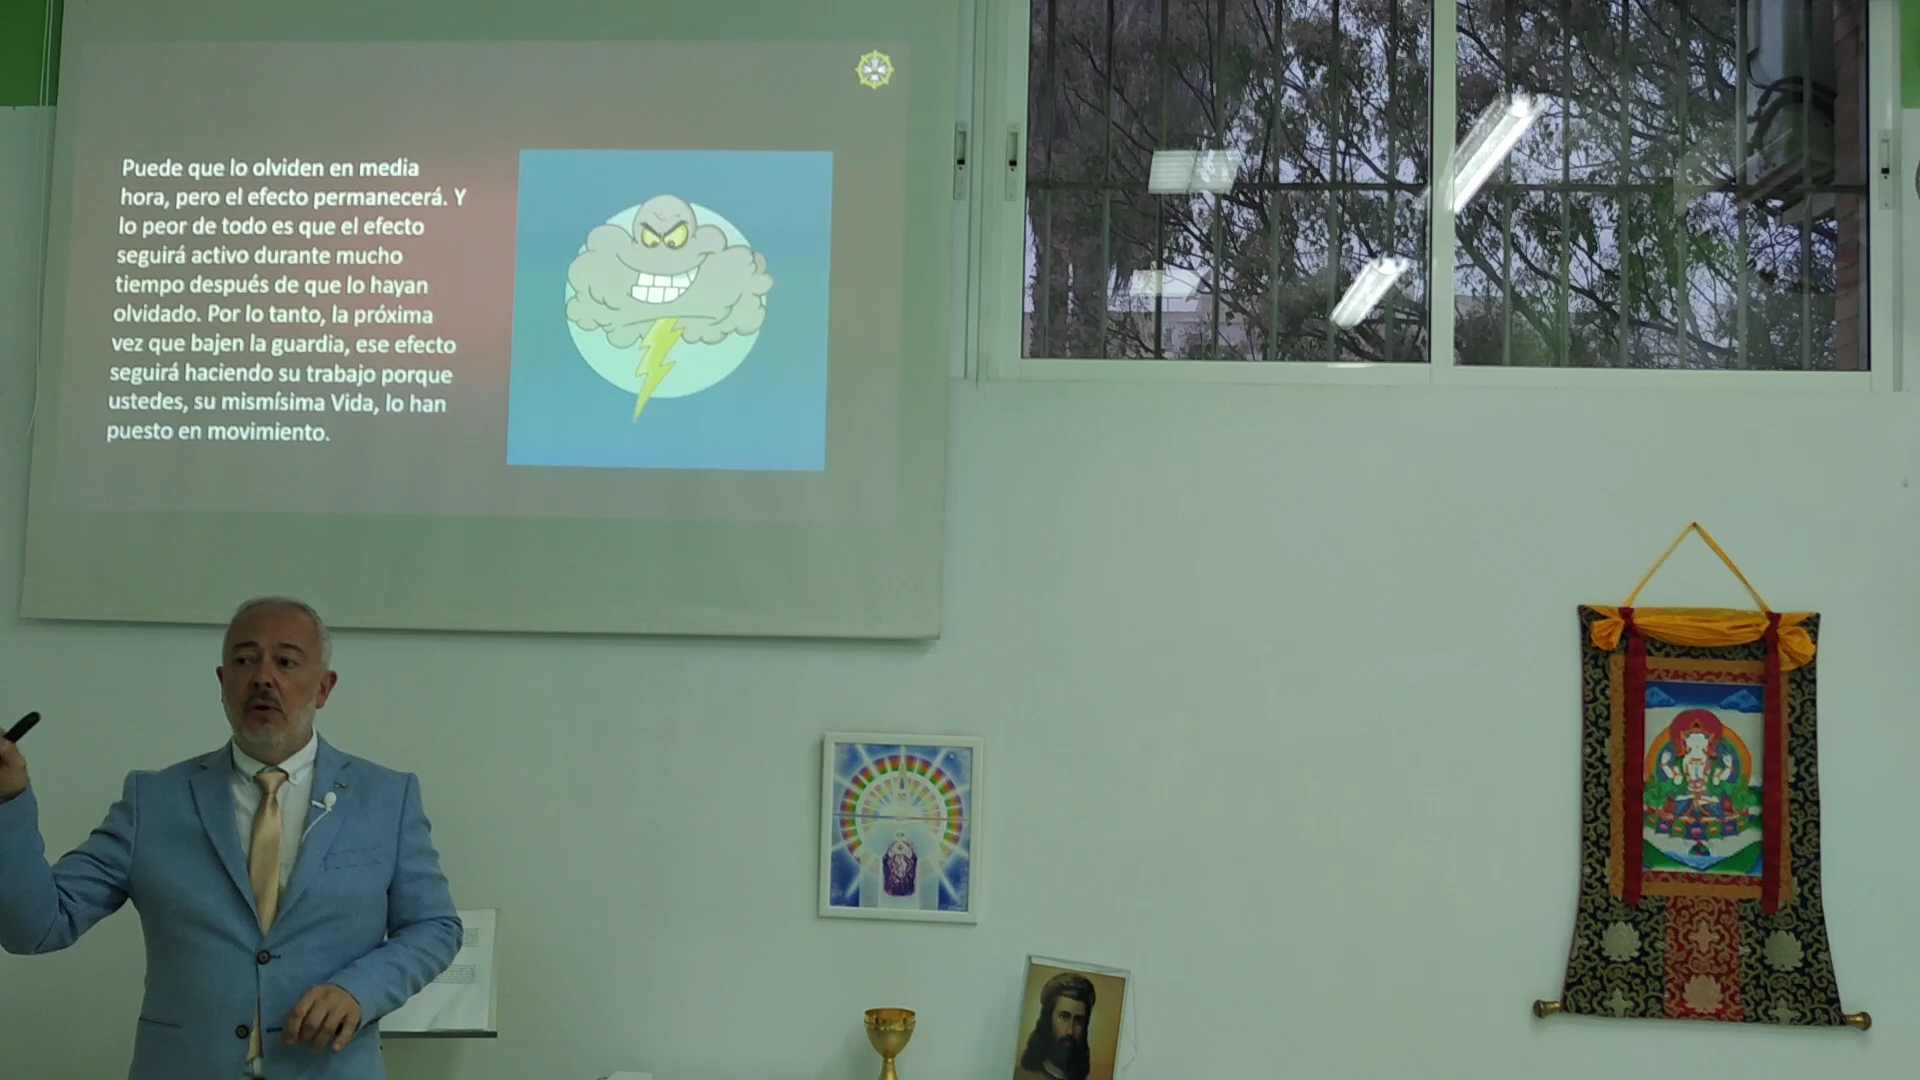 Puede que lo olviden en media
hora, pero el efecto permanecerá. Y
lo peor de todo es que el efecto
seguirá activo durante mucho
tiempo después de que lo hayan
olvidado. Por lo tanto, la próxima
vez que bajen la guardia, ese efecto
seguirá haciendo su trabajo porque
ustedes, su mismísima Vida, lo han
puesto en movimiento.